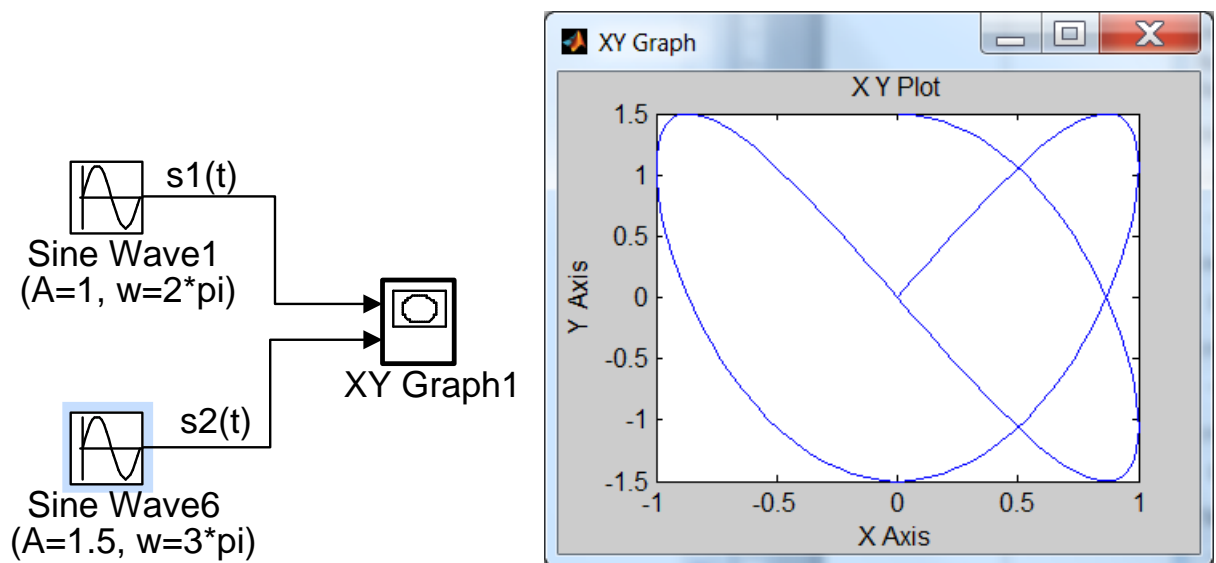 s1(t)
Sine Wave1
(A=1, w=2*pi)
s2(t)
Sine Wave6
(A=1.5, w=3*pi)
XY Graph1
XY Graph
X Y Plot
1.5
1
0.5
0
-0.5
-1
-1.5
Y Axis
-1 -0.5 0 0.5 1
X Axis